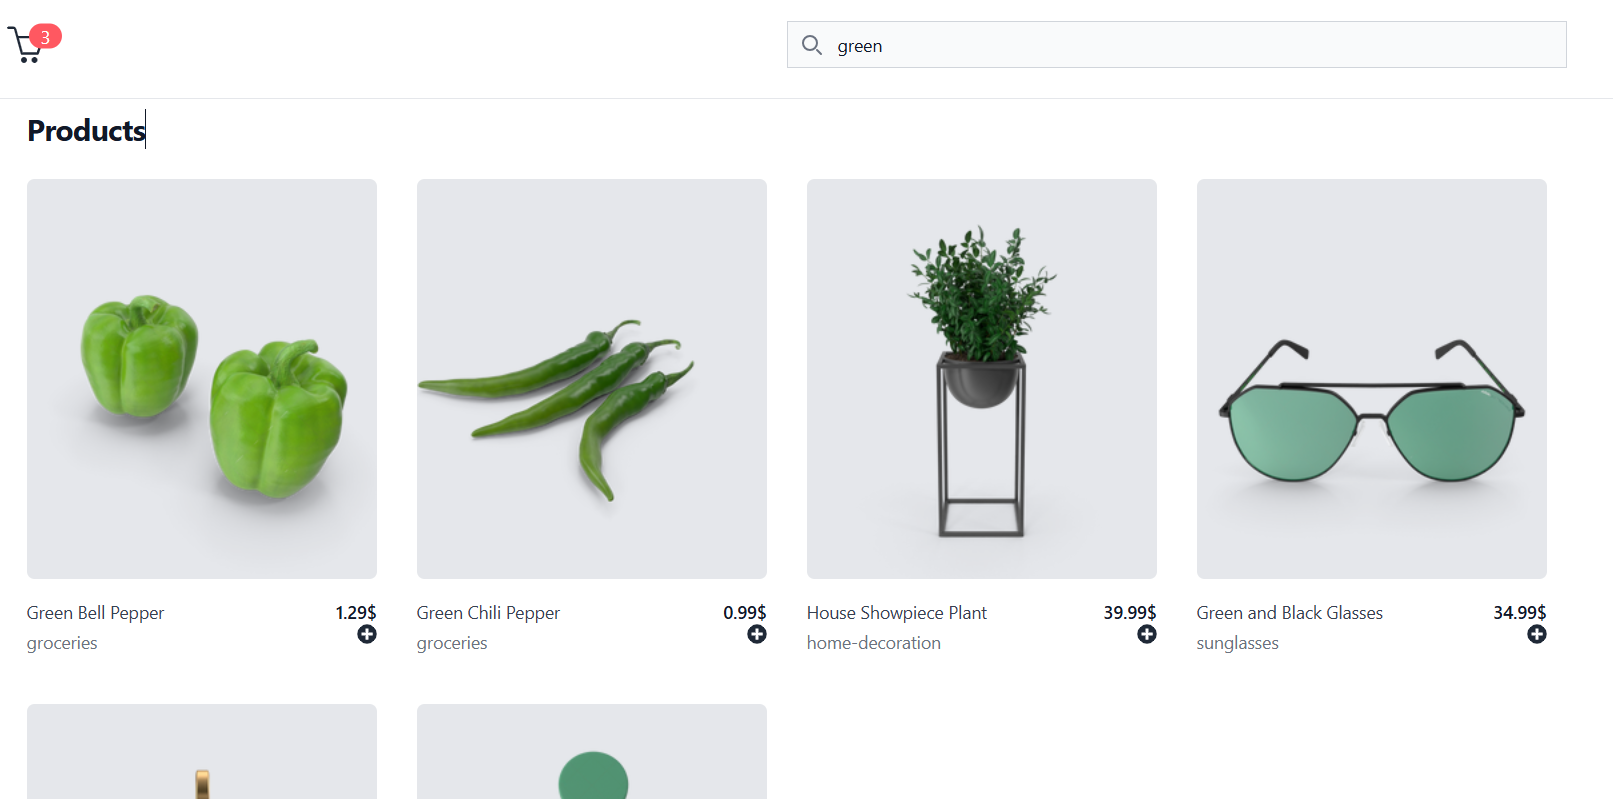 3
green
Products
Green Bell Pepper 1.29$
groceries
Green Chili Pepper 0.99$
groceries
House Showpiece Plant 39.99$
home-decoration
Green and Black Glasses 34.99$
sunglasses